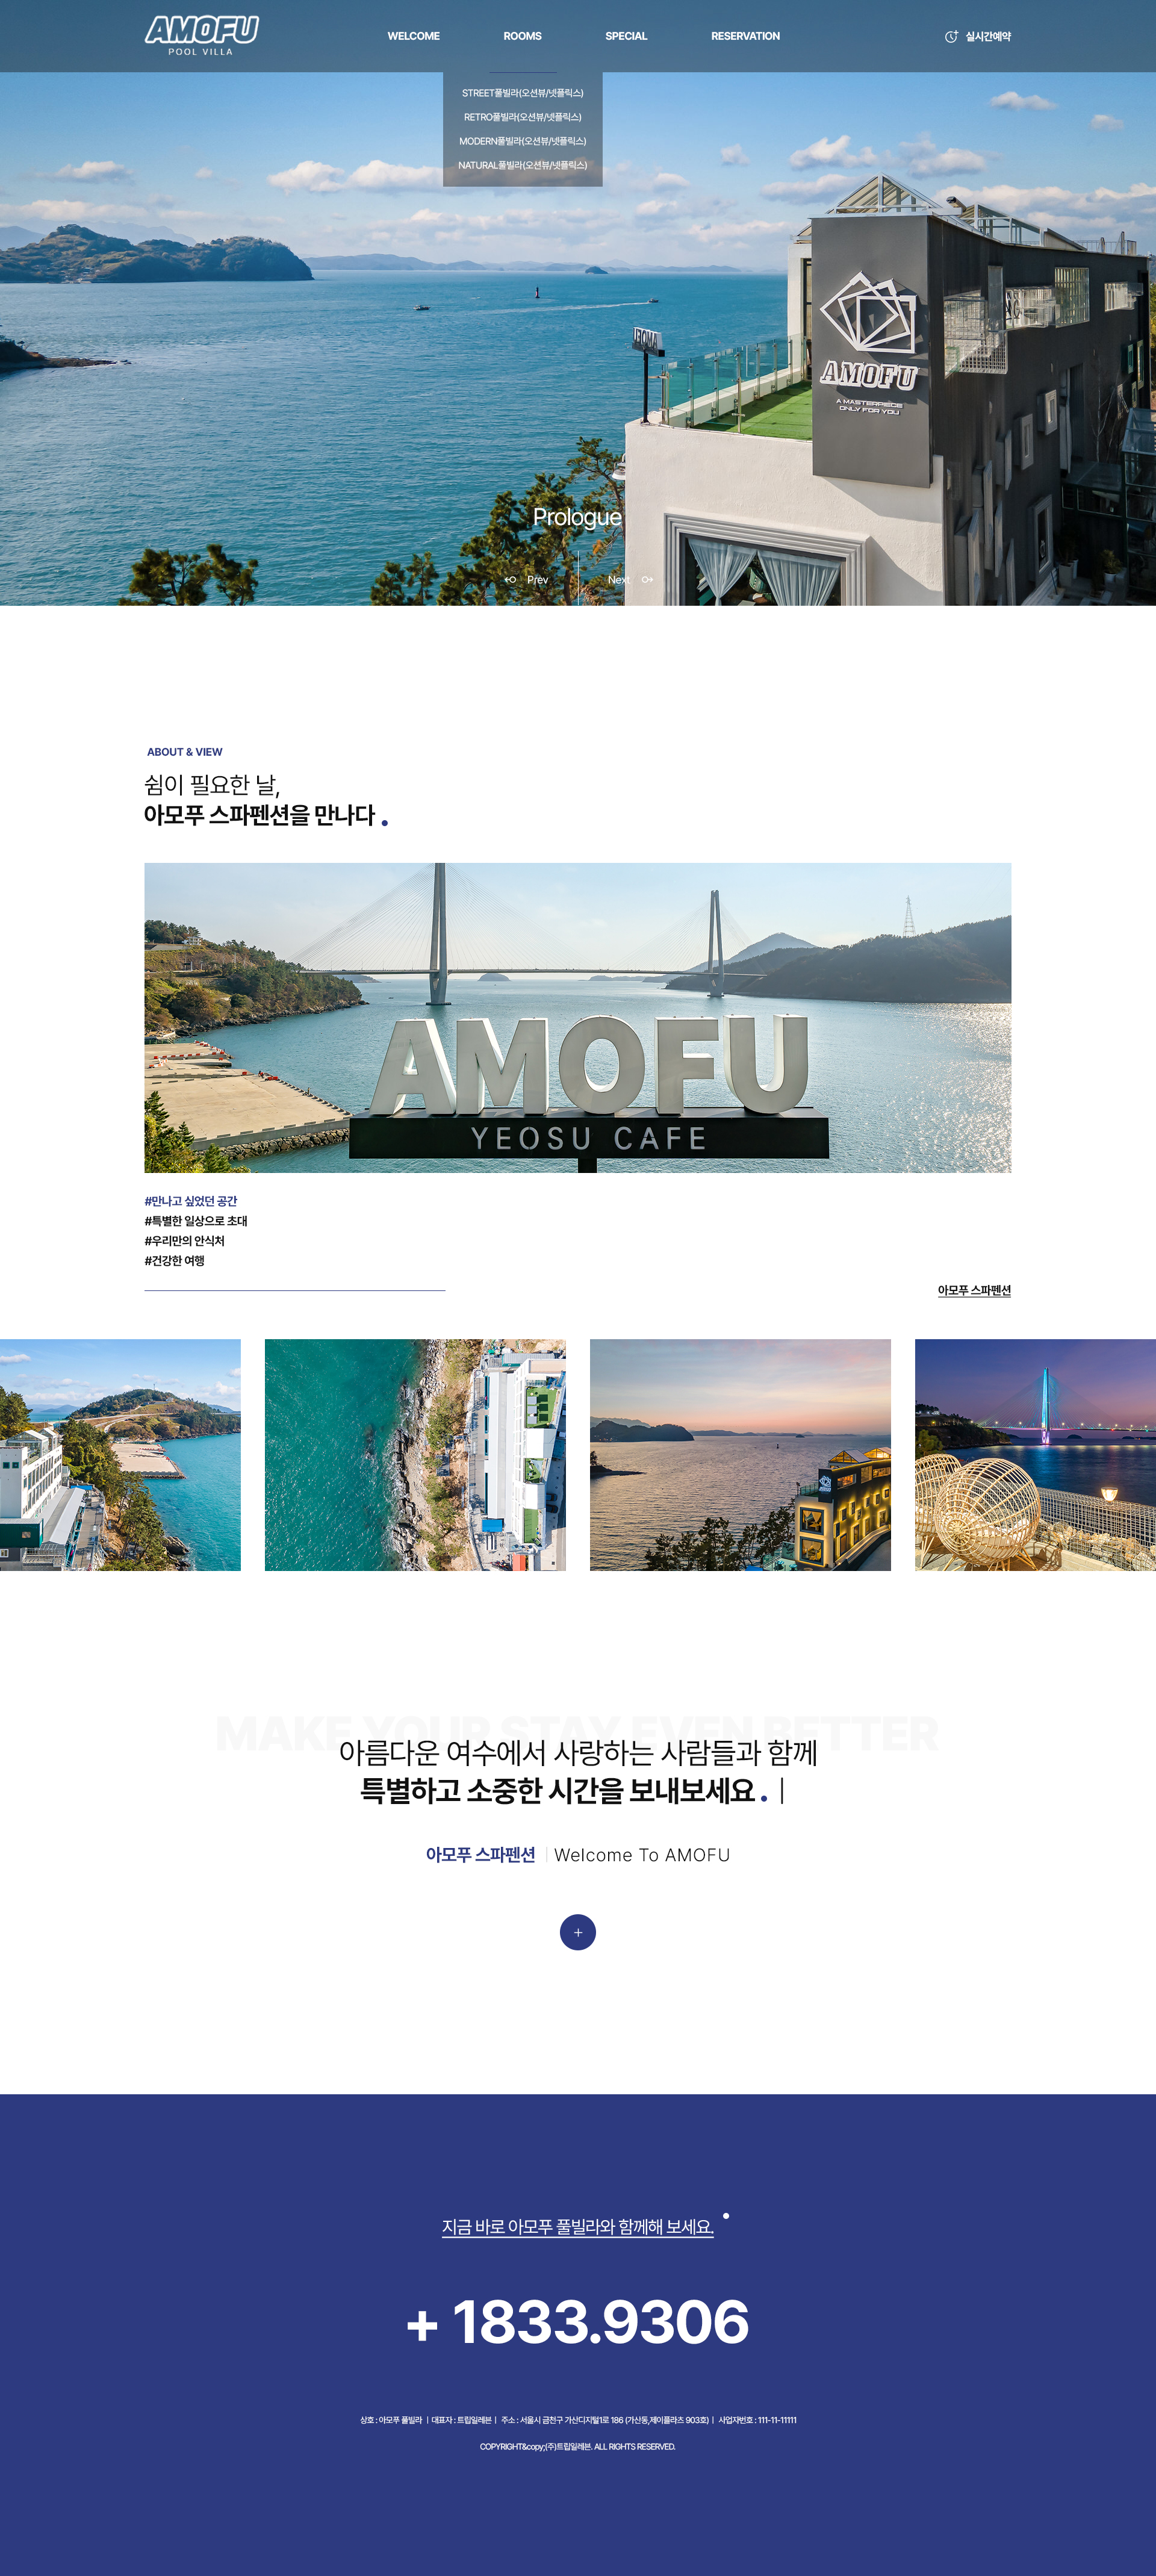 AMOFU
POOL VILLA
WELCOME
ROOMS
SPECIAL
RESERVATION
실시간예약
STREET풀빌라(오션뷰/넷플릭스)
RETRO풀빌라(오션뷰/넷플릭스)
MODERN풀빌라(오션뷰/넷플릭스)
NATURAL풀빌라(오션뷰/넷플릭스)
AMOFU
A MASTERPIECE
ONLY FOR YOU
Prologue
Prev
Next
ABOUT & VIEW
쉼이 필요한 날,
아모푸 스파펜션을 만나다 .
AMOFU
YEOSU CAFE
#만나고 싶었던 공간
#특별한 일상으로 초대
#우리만의 안식처
#건강한 여행
아모푸 스파펜션
MAKE YOUR STAY EVEN BETTER
아름다운 여수에서 사랑하는 사람들과 함께
특별하고 소중한 시간을 보내보세요 . |
아모푸 스파펜션 | Welcome To AMOFU
+
지금 바로 아모푸 풀빌라와 함께해 보세요.
+ 1833.9306
상호 : 아모푸 풀빌라 | 대표자 : 트립일레븐 | 주소 : 서울시 금천구 가산디지털1로 186 (가산동,제이플라츠 903호) | 사업자번호 : 111-11-11111
COPYRIGHT&copy;(주)트립일레븐. ALL RIGHTS RESERVED.